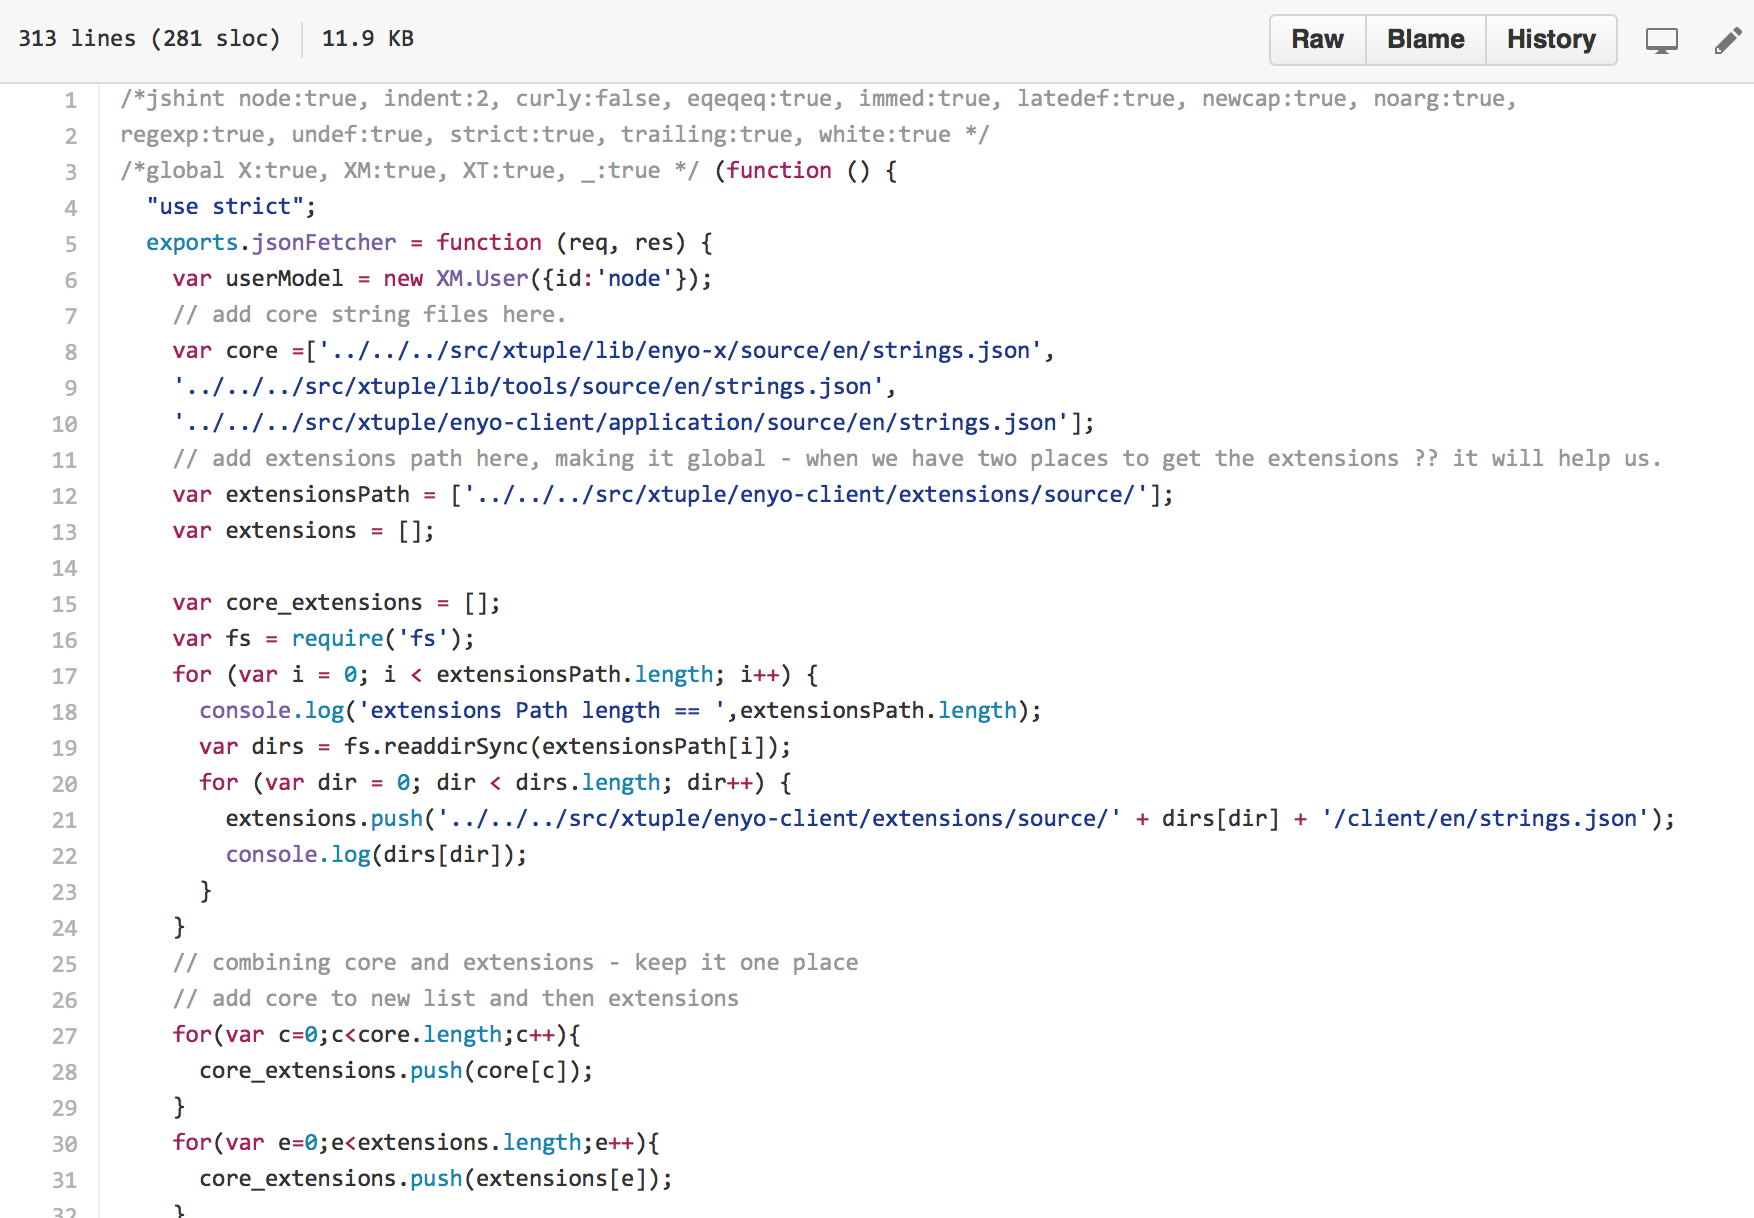 313 lines (281 sloc) 11.9 KB Raw Blame History
1 /*jshint node:true, indent:2, curly:false, eqeqeq:true, immed:true, latedef:true, newcap:true, noarg:true,
2 regexp:true, undef:true, strict:true, trailing:true, white:true */
3 /*global X:true, XM:true, XT:true, _:true */ (function () {
4   "use strict";
5   exports.jsonFetcher = function (req, res) {
6     var userModel = new XM.User({id:'node'});
7     // add core string files here.
8     var core =['../../../src/xtuple/lib/enyo-x/source/en/strings.json',
9     '../../../src/xtuple/lib/tools/source/en/strings.json',
10     '../../../src/xtuple/enyo-client/application/source/en/strings.json'];
11     // add extensions path here, making it global - when we have two places to get the extensions ?? it will help us.
12     var extensionsPath = ['../../../src/xtuple/enyo-client/extensions/source/'];
13     var extensions = [];
14
15     var core_extensions = [];
16     var fs = require('fs');
17     for (var i = 0; i < extensionsPath.length; i++) {
18       console.log('extensions Path length == ',extensionsPath.length);
19       var dirs = fs.readdirSync(extensionsPath[i]);
20       for (var dir = 0; dir < dirs.length; dir++) {
21         extensions.push('../../../src/xtuple/enyo-client/extensions/source/' + dirs[dir] + '/client/en/strings.json');
22         console.log(dirs[dir]);
23       }
24     }
25     // combining core and extensions - keep it one place
26     // add core to new list and then extensions
27     for(var c=0;c<core.length;c++){
28       core_extensions.push(core[c]);
29     }
30     for(var e=0;e<extensions.length;e++){
31       core_extensions.push(extensions[e]);
32     }